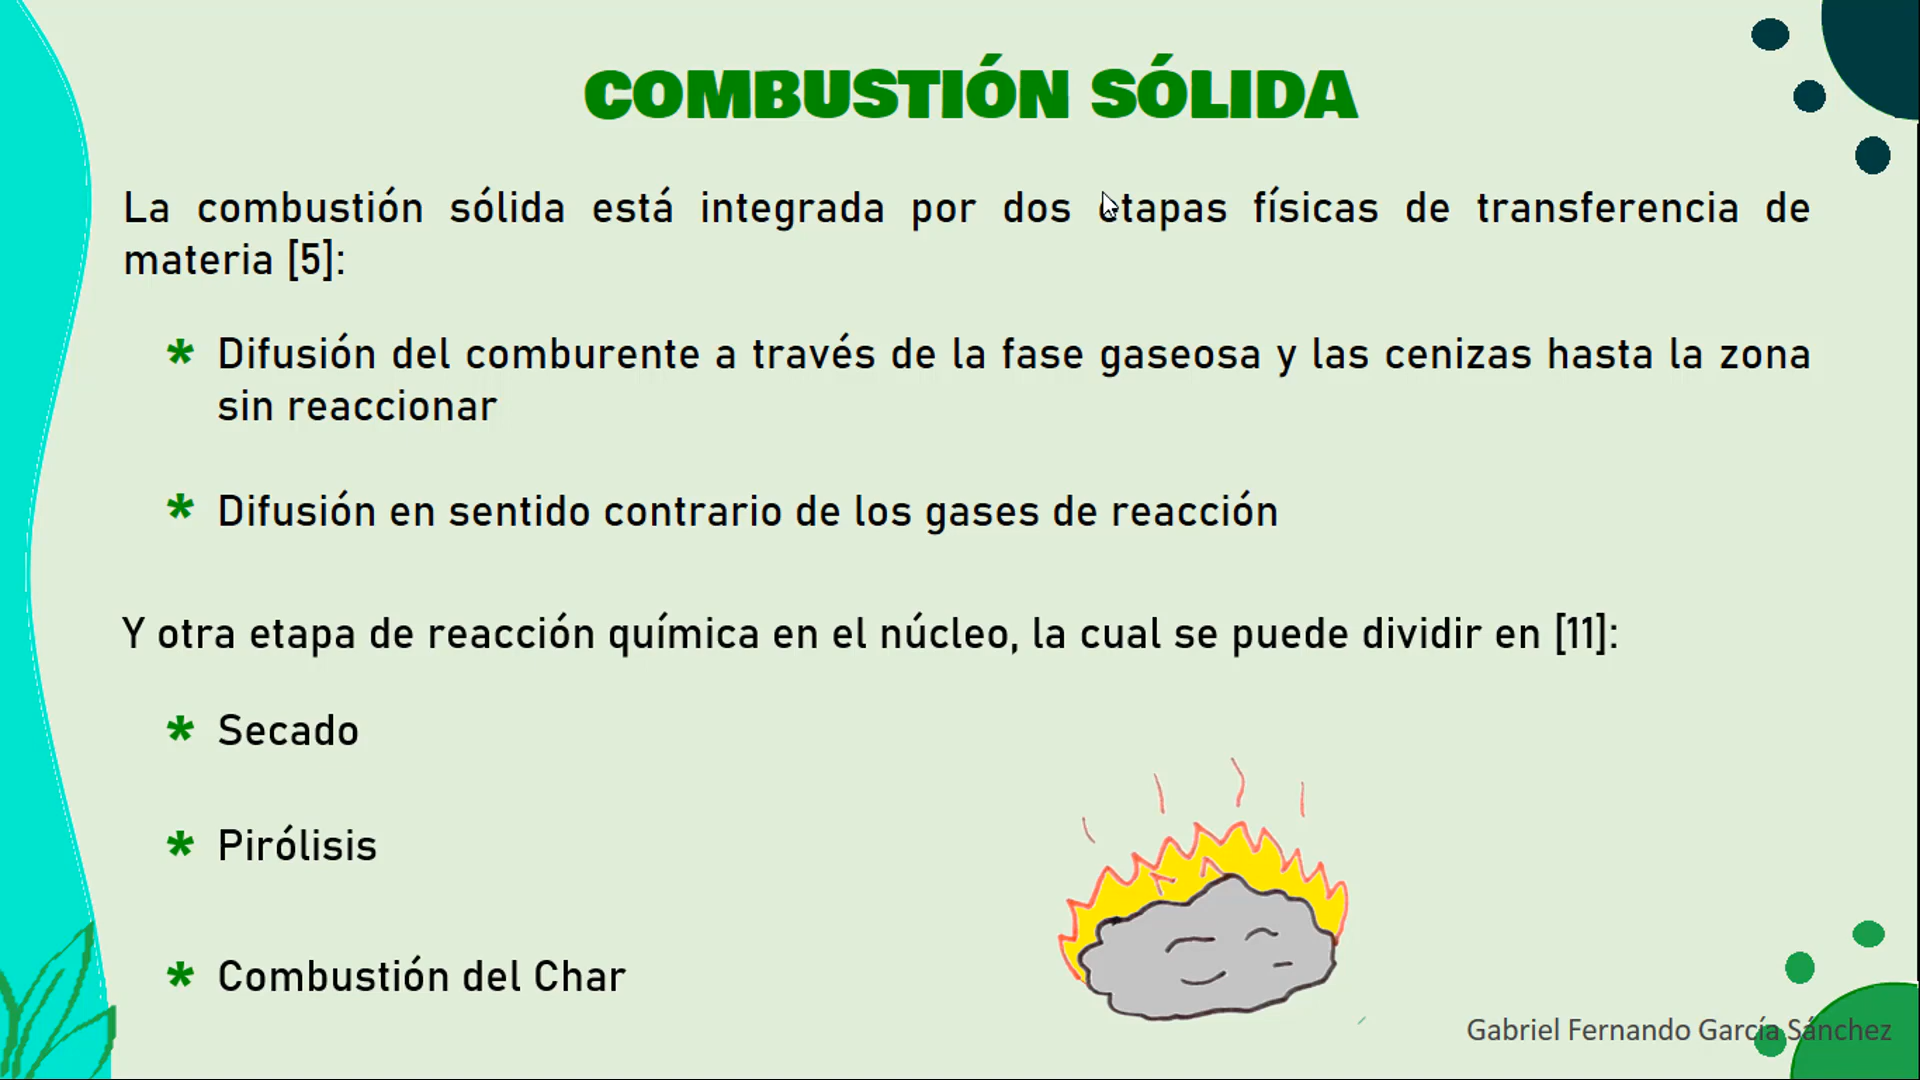 COMBUSTIÓN SÓLIDA
La combustión sólida está integrada por dos etapas físicas de transferencia de
materia [5]:
* Difusión del comburente a través de la fase gaseosa y las cenizas hasta la zona
sin reaccionar
* Difusión en sentido contrario de los gases de reacción
Y otra etapa de reacción química en el núcleo, la cual se puede dividir en [11]:
* Secado
* Pirólisis
* Combustión del Char
Gabriel Fernando García Sánchez